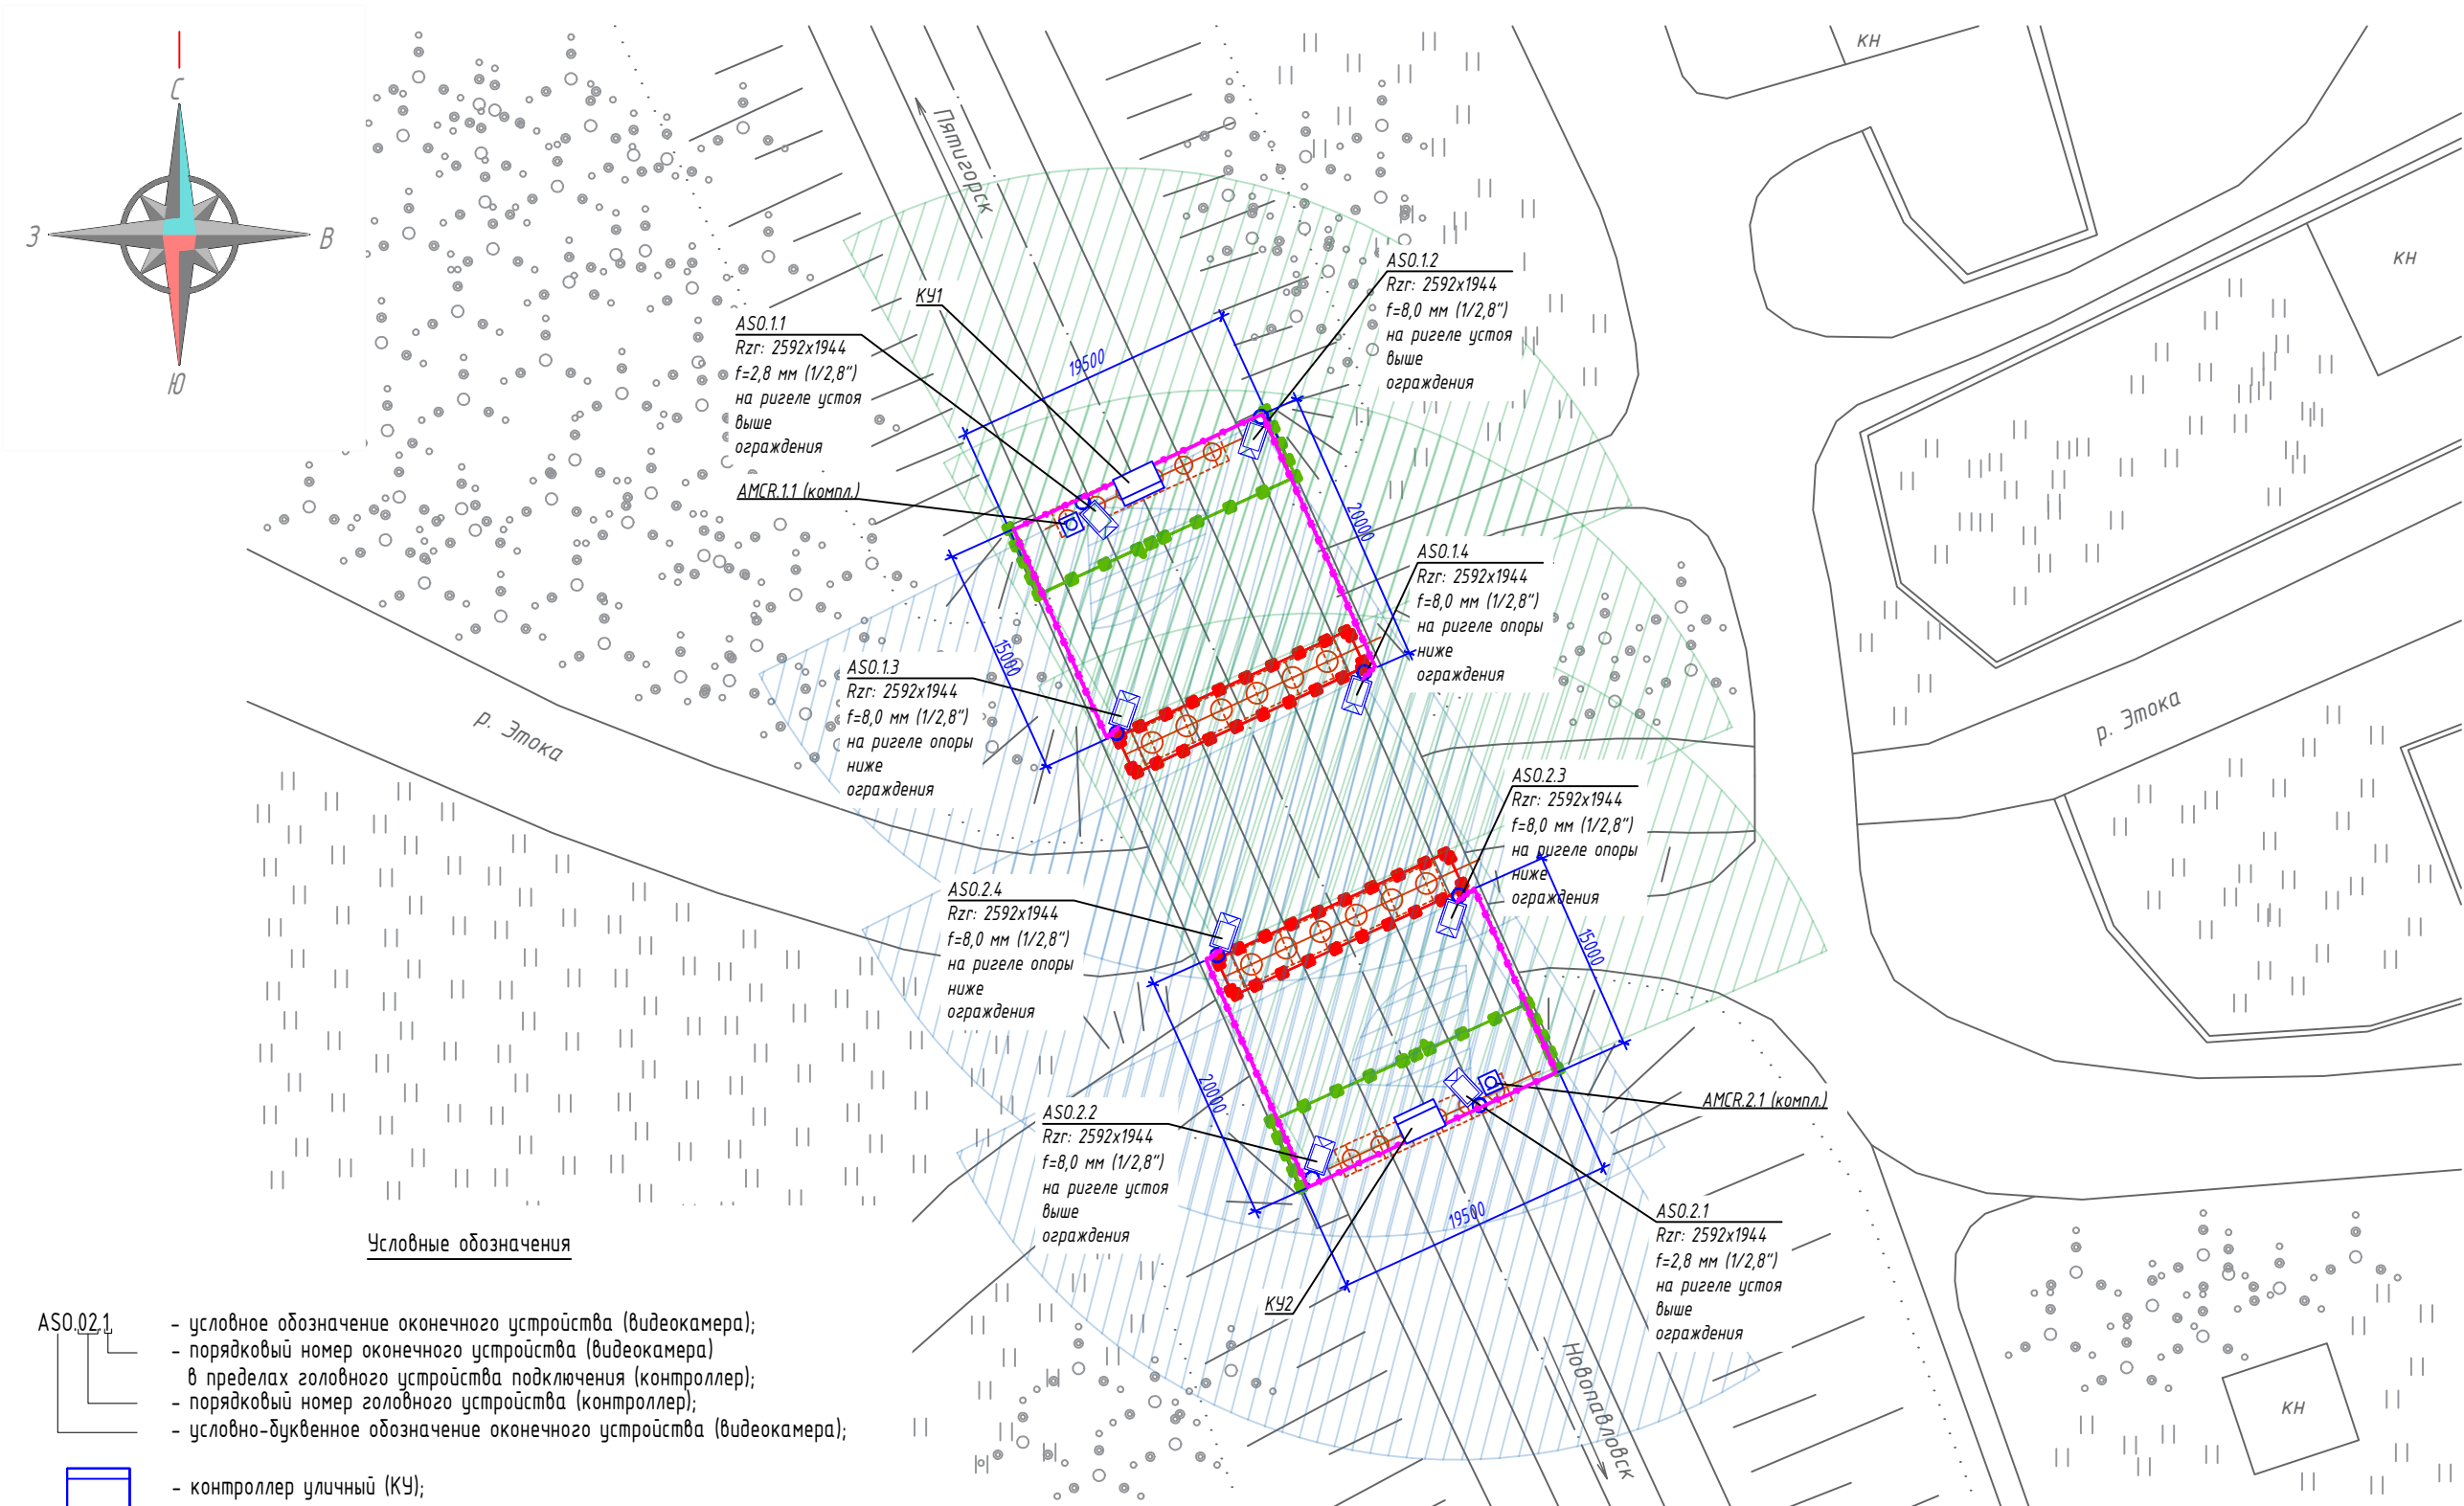 С
З
В
Ю
Пятигорск
КН
КН
АSО.1.2
Rzr: 2592x1944
f=8,0 мм (1/2,8")
на ригеле устоя
выше
ограждения
КУ1
АSО.1.1
Rzr: 2592x1944
f=2,8 мм (1/2,8")
на ригеле устоя
выше
ограждения
19500
AMCR.1.1 (компл.)
20000
АSО.1.4
Rzr: 2592x1944
f=8,0 мм (1/2,8")
на ригеле опоры
ниже
ограждения
15000
АSО.1.3
Rzr: 2592x1944
f=8,0 мм (1/2,8")
на ригеле опоры
ниже
ограждения
р. Этока
р. Этока
АSО.2.3
Rzr: 2592x1944
f=8,0 мм (1/2,8")
на ригеле опоры
ниже
ограждения
АSО.2.4
Rzr: 2592x1944
f=8,0 мм (1/2,8")
на ригеле опоры
ниже
ограждения
15000
20000
AMCR.2.1 (компл.)
АSО.2.2
Rzr: 2592x1944
f=8,0 мм (1/2,8")
на ригеле устоя
выше
ограждения
19500
АSО.2.1
Rzr: 2592x1944
f=2,8 мм (1/2,8")
на ригеле устоя
выше
ограждения
КУ2
Новопавловск
КН
Условные обозначения
АSО.02.1
- условное обозначение оконечного устройства (видеокамера);
- порядковый номер оконечного устройства (видеокамера)
в пределах головного устройства подключения (контроллер);
- порядковый номер головного устройства (контроллер);
- условно-буквенное обозначение оконечного устройства (видеокамера);
- контроллер уличный (КУ);